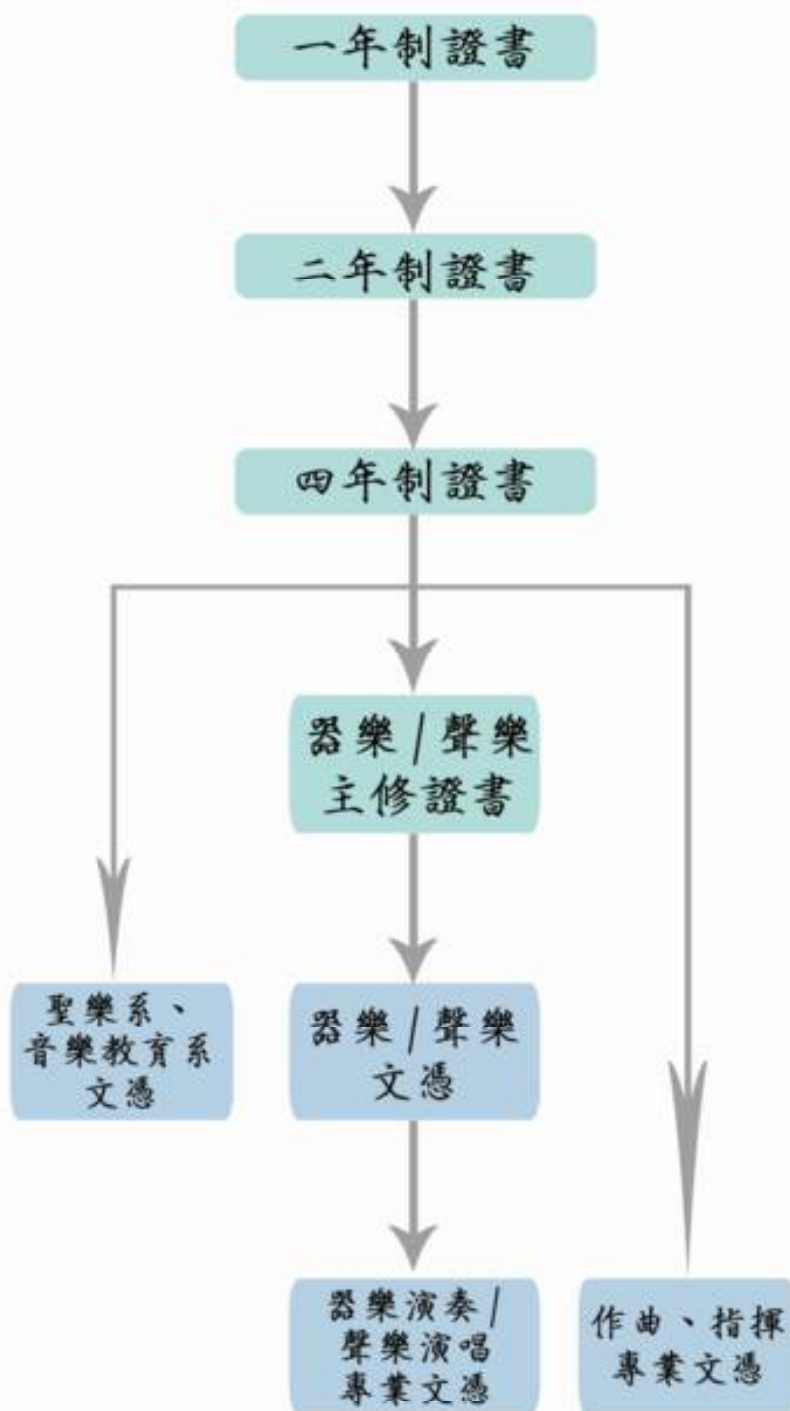 一年制證書
二年制證書
四年制證書
器樂/聲樂
主修證書
聖樂系、
音樂教育系
文憑
器樂/聲樂
文憑
器樂演奏/
聲樂演唱
專業文憑
作曲、指揮
專業文憑